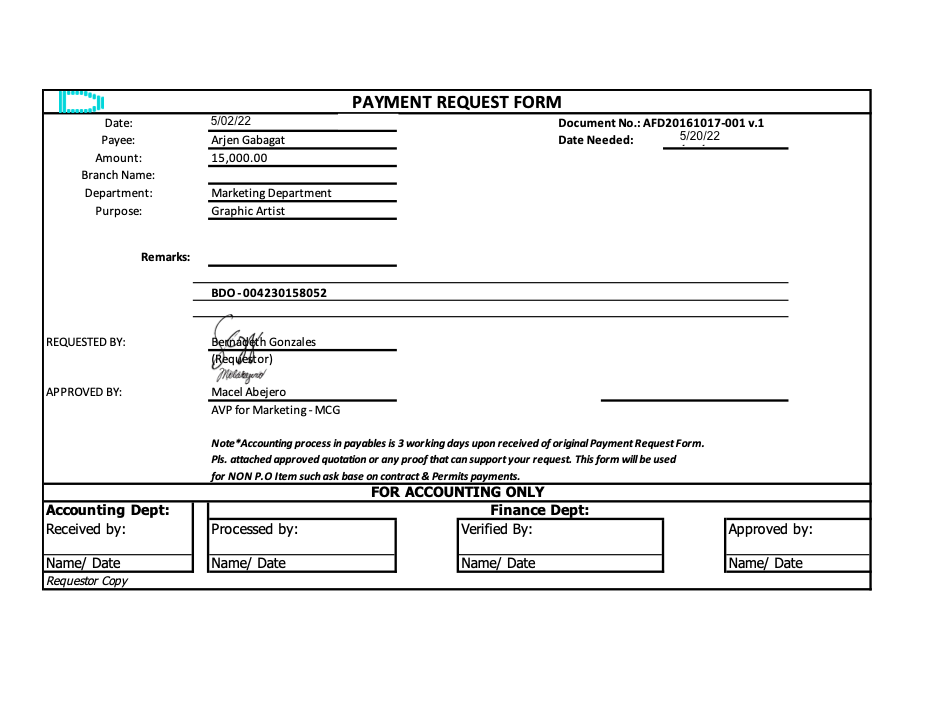 PAYMENT REQUEST FORM
Date: 5/02/22 Document No.: AFD20161017-001 v.1
Payee: Arjen Gabagat Date Needed: 5/20/22
Amount: 15,000.00
Branch Name:
Department: Marketing Department
Purpose: Graphic Artist
Remarks:
BDO - 004230158052
REQUESTED BY: Bernadeth Gonzales
(Requestor)
APPROVED BY: Macel Abejero
AVP for Marketing - MCG
Note*Accounting process in payables is 3 working days upon received of original Payment Request Form.
Pls. attached approved quotation or any proof that can support your request. This form will be used
for NON P.O Item such ask base on contract & Permits payments.
FOR ACCOUNTING ONLY
Accounting Dept: Finance Dept:
Received by: Processed by: Verified By: Approved by:
Name/ Date Name/ Date Name/ Date Name/ Date
Requestor Copy